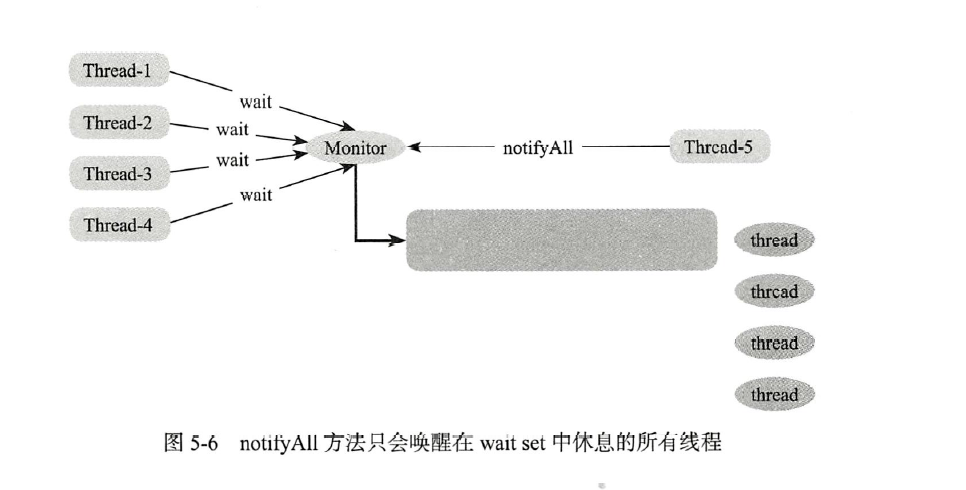 Thread-1
wait
Thread-2
wait
Monitor
notifyAll
Thread-5
Thread-3
wait
wait
Thread-4
thread
thread
thread
thread
图 5-6 notifyAll 方法只会唤醒在 wait set 中休息的所有线程